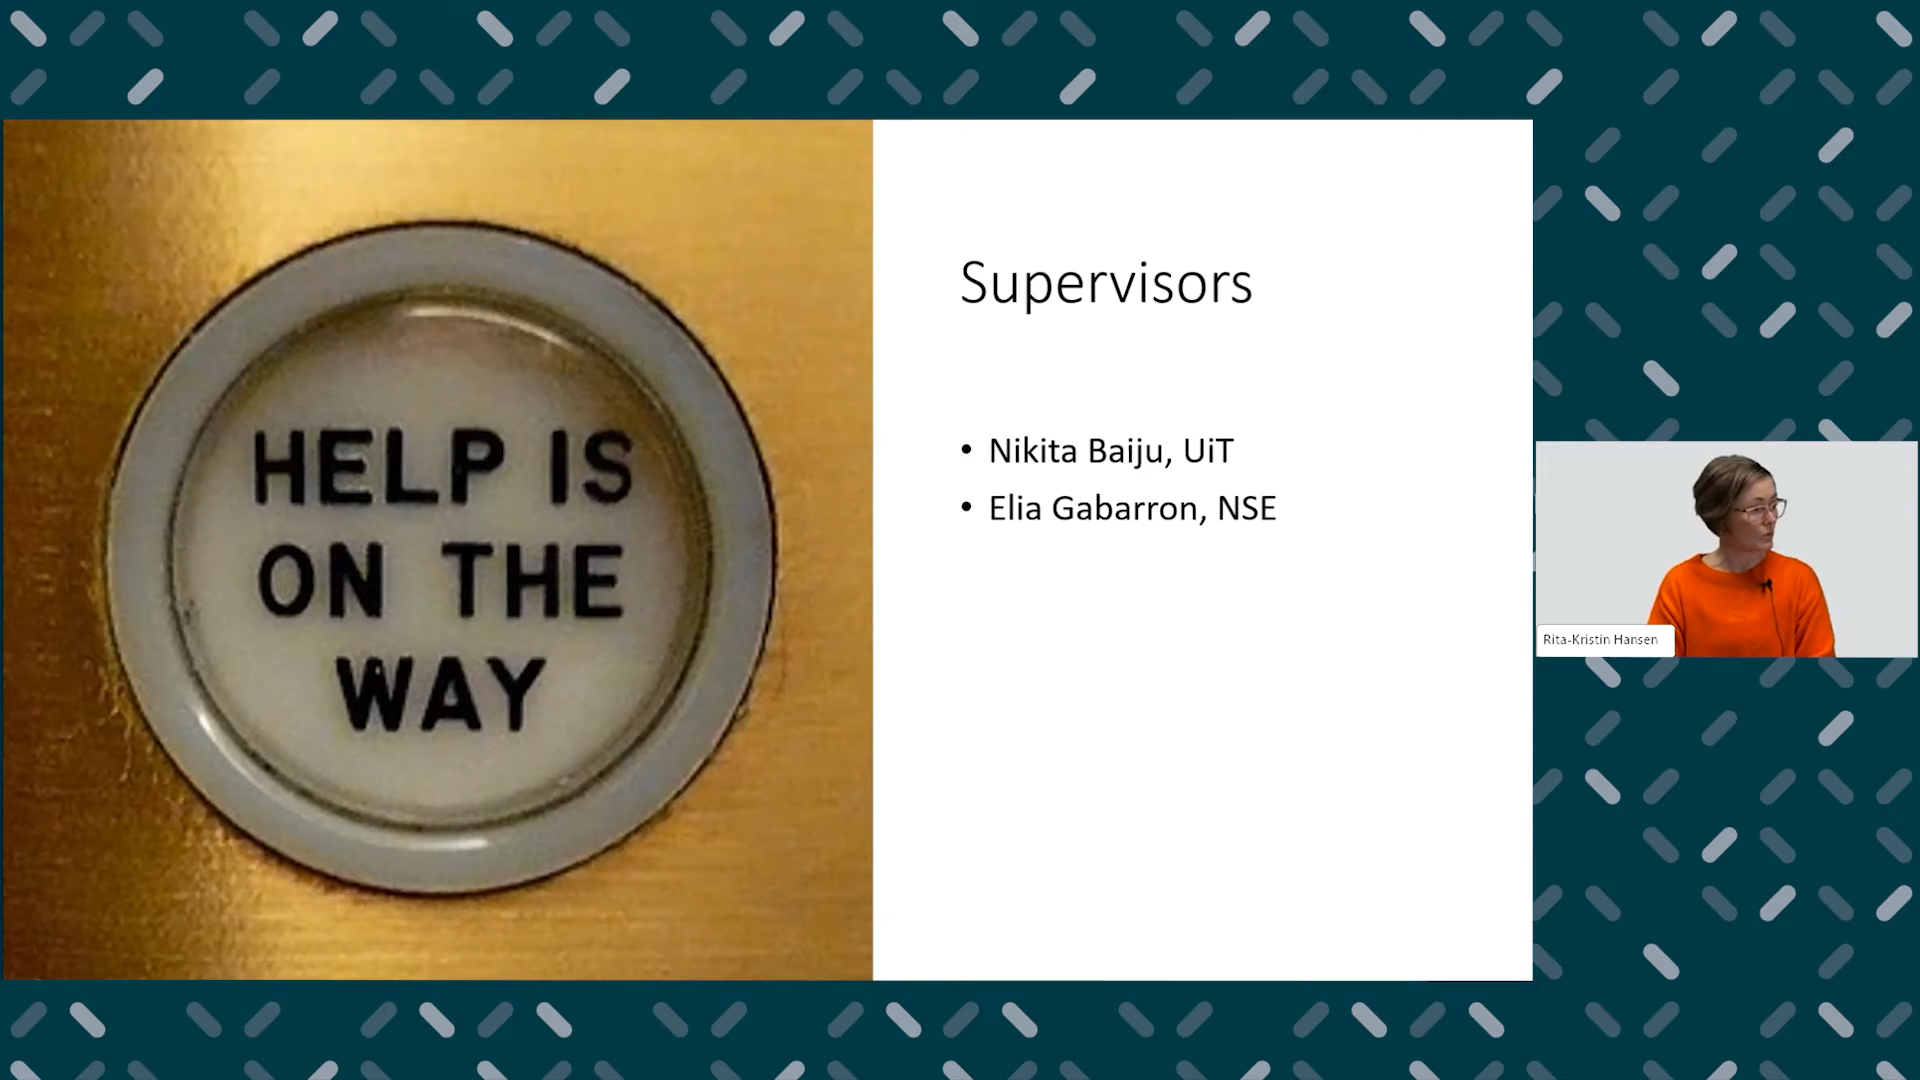 HELP IS
ON THE
WAY
Supervisors
• Nikita Baiju, UiT
• Elia Gabarron, NSE
Rita-Kristin Hansen